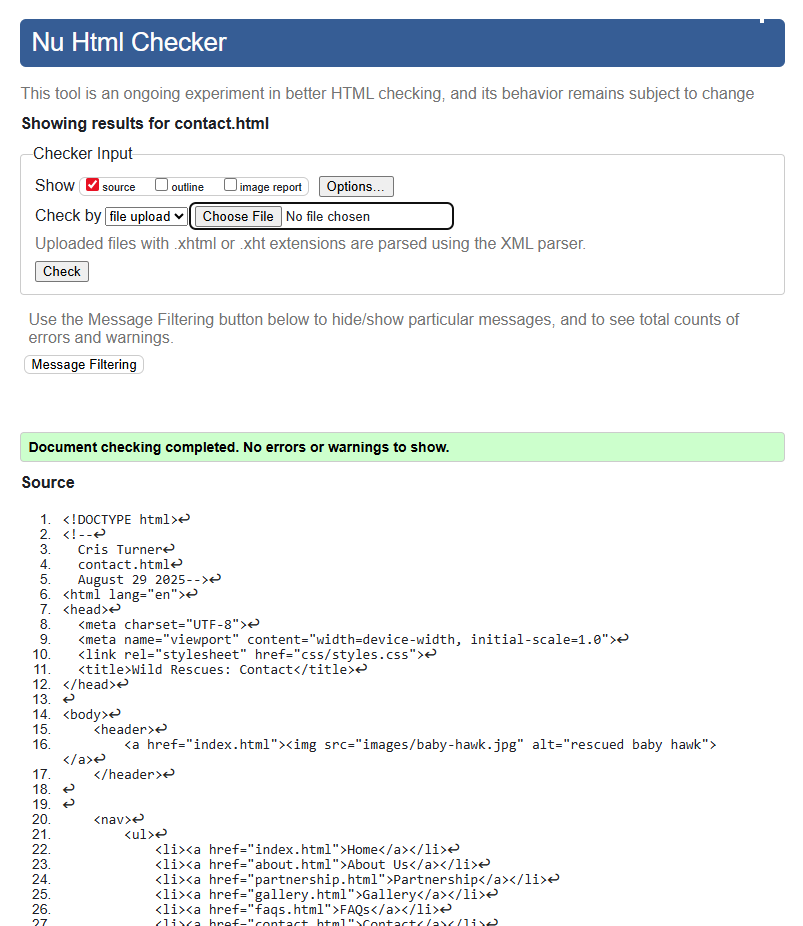 Nu Html Checker
This tool is an ongoing experiment in better HTML checking, and its behavior remains subject to change
Showing results for contact.html
Checker Input
Show source outline image report Options...
Check by file upload Choose File No file chosen
Uploaded files with .xhtml or .xht extensions are parsed using the XML parser.
Check
Use the Message Filtering button below to hide/show particular messages, and to see total counts of
errors and warnings.
Message Filtering
Document checking completed. No errors or warnings to show.
Source
1. <!DOCTYPE html>↩
2. <!--↩
3.   Cris Turner↩
4.   contact.html↩
5.   August 29 2025-->↩
6. <html lang="en">↩
7. <head>↩
8.   <meta charset="UTF-8">↩
9.   <meta name="viewport" content="width=device-width, initial-scale=1.0">↩
10.   <link rel="stylesheet" href="css/styles.css">↩
11.   <title>Wild Rescues: Contact</title>↩
12. </head>↩
13. ↩
14. <body>↩
15.     <header>↩
16.         <a href="index.html"><img src="images/baby-hawk.jpg" alt="rescued baby hawk">
</a>↩
17.     </header>↩
18. ↩
19. ↩
20.     <nav>↩
21.         <ul>↩
22.             <li><a href="index.html">Home</a></li>↩
23.             <li><a href="about.html">About Us</a></li>↩
24.             <li><a href="partnership.html">Partnership</a></li>↩
25.             <li><a href="gallery.html">Gallery</a></li>↩
26.             <li><a href="faqs.html">FAQs</a></li>↩
27.             <li><a href="contact.html">Contact</a></li>↩